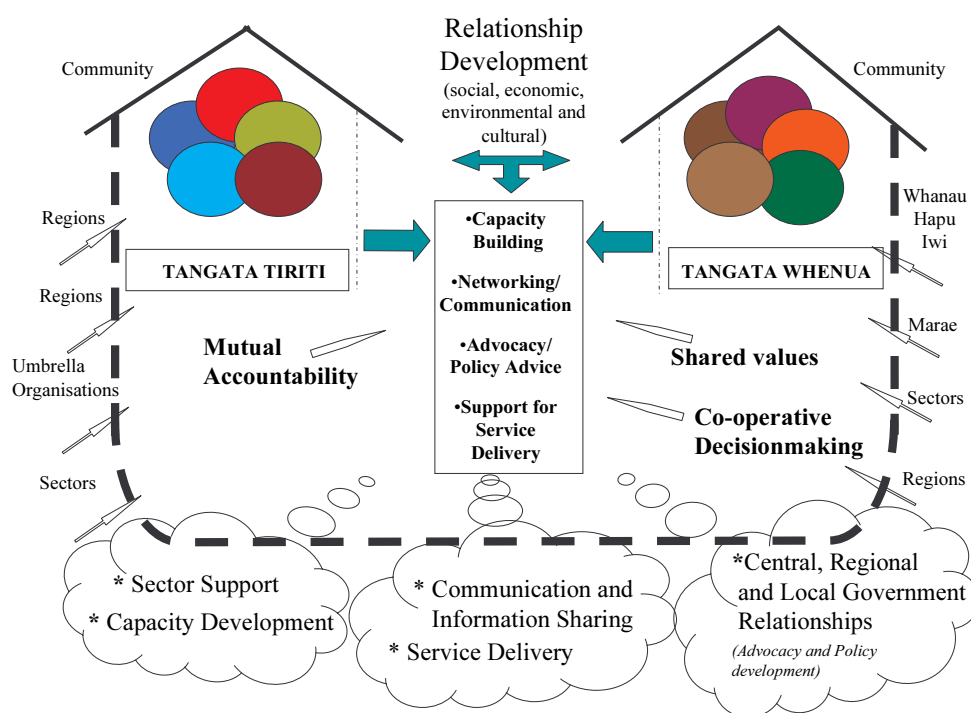 Relationship
Development
(social, economic,
environmental and
cultural)
Community
Regions
Regions
Umbrella
Organisations
Sectors
TANGATA TIRITI
Mutual
Accountability
•Capacity
Building
•Networking/
Communication
•Advocacy/
Policy Advice
•Support for
Service
Delivery
Community
TANGATA WHENUA
Whanau
Hapu
Iwi
Marae
Sectors
Regions
Shared values
Co-operative
Decisionmaking
* Sector Support
* Capacity Development
* Communication and
Information Sharing
* Service Delivery
*Central, Regional
and Local Government
Relationships
(Advocacy and Policy
development)